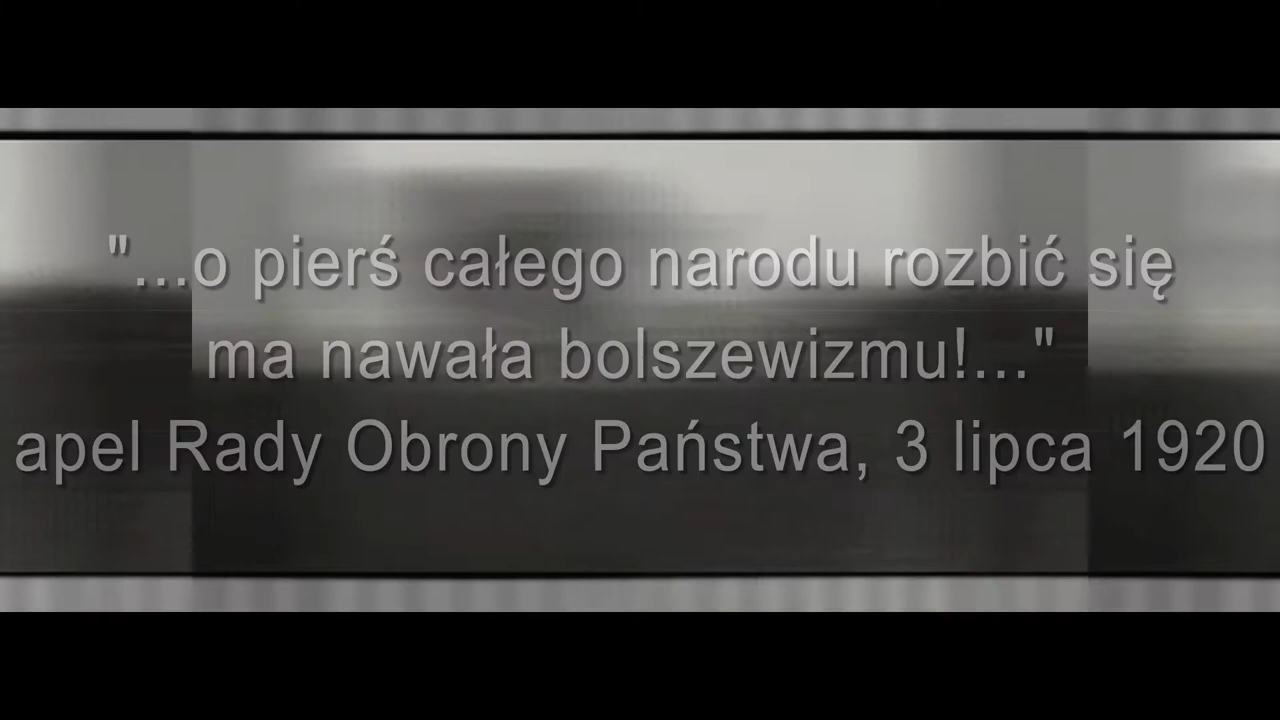 "...o pierś całego narodu rozbić się
ma nawała bolszewizmu!..."
apel Rady Obrony Państwa, 3 lipca 1920